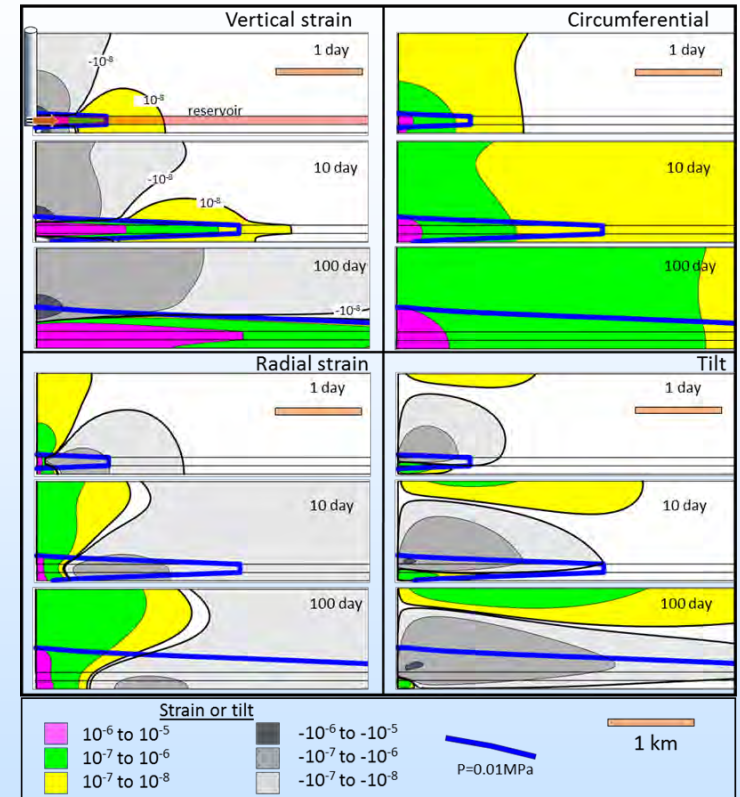 Vertical strain
Circumferential
1 day
1 day
-10⁻⁸
10⁻⁸
reservoir
10 day
10 day
-10⁻⁸
10⁻⁸
100 day
100 day
-10⁻⁸
Radial strain
Tilt
1 day
1 day
10 day
10 day
100 day
100 day
Strain or tilt
10⁻⁶ to 10⁻⁵
-10⁻⁶ to -10⁻⁵
10⁻⁷ to 10⁻⁶
-10⁻⁷ to -10⁻⁶
10⁻⁷ to 10⁻⁸
-10⁻⁷ to -10⁻⁸
P=0.01MPa
1 km